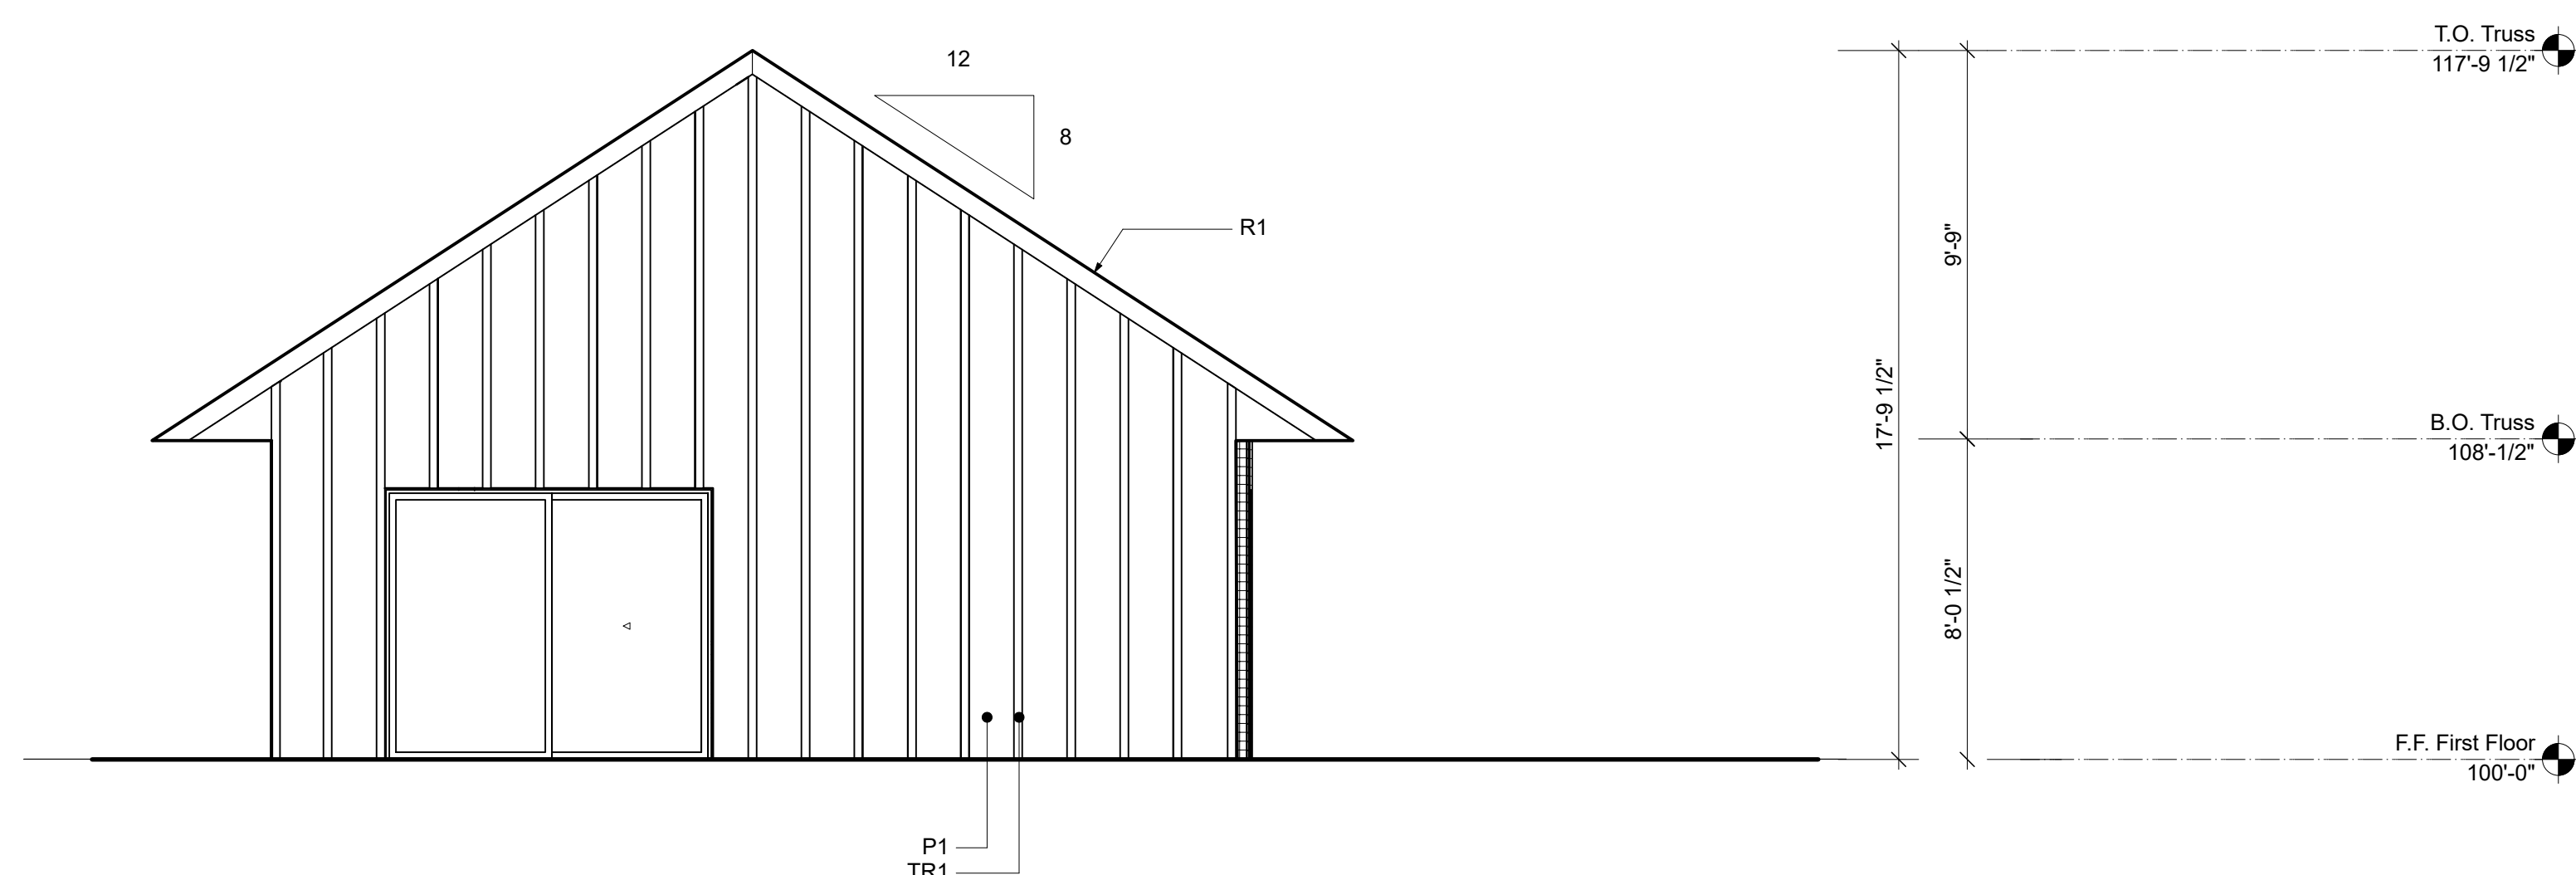 T.O. Truss
117'-9 1/2"
12
8
R1
9'-9"
17'-9 1/2"
B.O. Truss
108'-1/2"
8'-0 1/2"
F.F. First Floor
100'-0"
P1
TR1